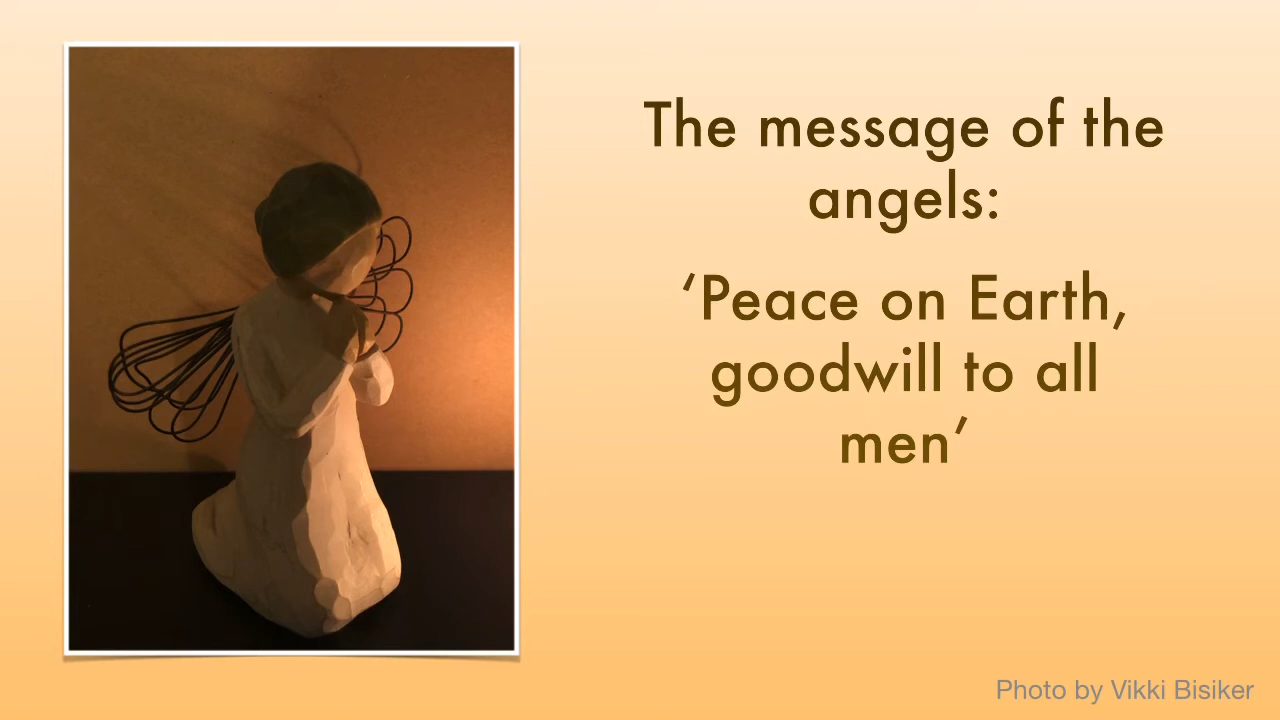 The message of the
angels:
‘Peace on Earth,
goodwill to all
men’
Photo by Vikki Bisiker